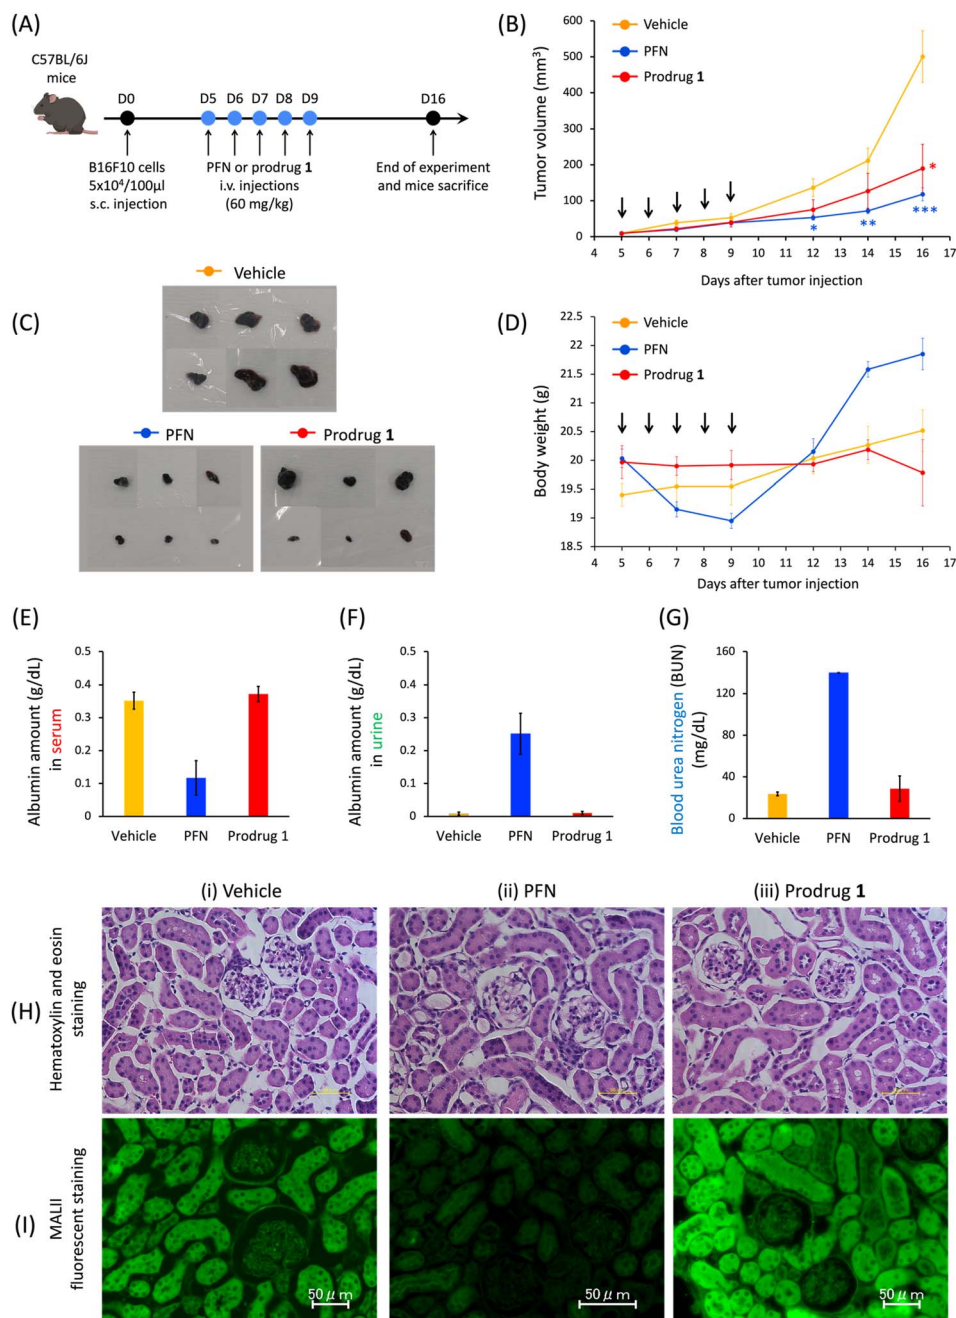 (A)
C57BL/6J
mice
D0
D5
D6
D7
D8
D9
D16
B16F10 cells
5x10⁴/100μl
s.c. injection
PFN or prodrug 1
i.v. injections
(60 mg/kg)
End of experiment
and mice sacrifice
(B)
Vehicle
PFN
Prodrug 1
Tumor volume (mm³)
600
500
400
300
200
100
0
*
**
***
*
4 5 6 7 8 9 10 11 12 13 14 15 16 17
Days after tumor injection
(C)
Vehicle
PFN
Prodrug 1
(D)
Vehicle
PFN
Prodrug 1
Body weight (g)
22.5
22
21.5
21
20.5
20
19.5
19
18.5
4 5 6 7 8 9 10 11 12 13 14 15 16 17
Days after tumor injection
(E)
Albumin amount (g/dL)
in serum
0.5
0.4
0.3
0.2
0.1
0
Vehicle PFN Prodrug 1
(F)
Albumin amount (g/dL)
in urine
0.5
0.4
0.3
0.2
0.1
0
Vehicle PFN Prodrug 1
(G)
Blood urea nitrogen (BUN)
(mg/dL)
160
120
80
40
0
Vehicle PFN Prodrug 1
(i) Vehicle
(ii) PFN
(iii) Prodrug 1
(H)
Hematoxylin and eosin
staining
(I)
MALII
fluorescent staining
50 μm
50 μm
50 μm